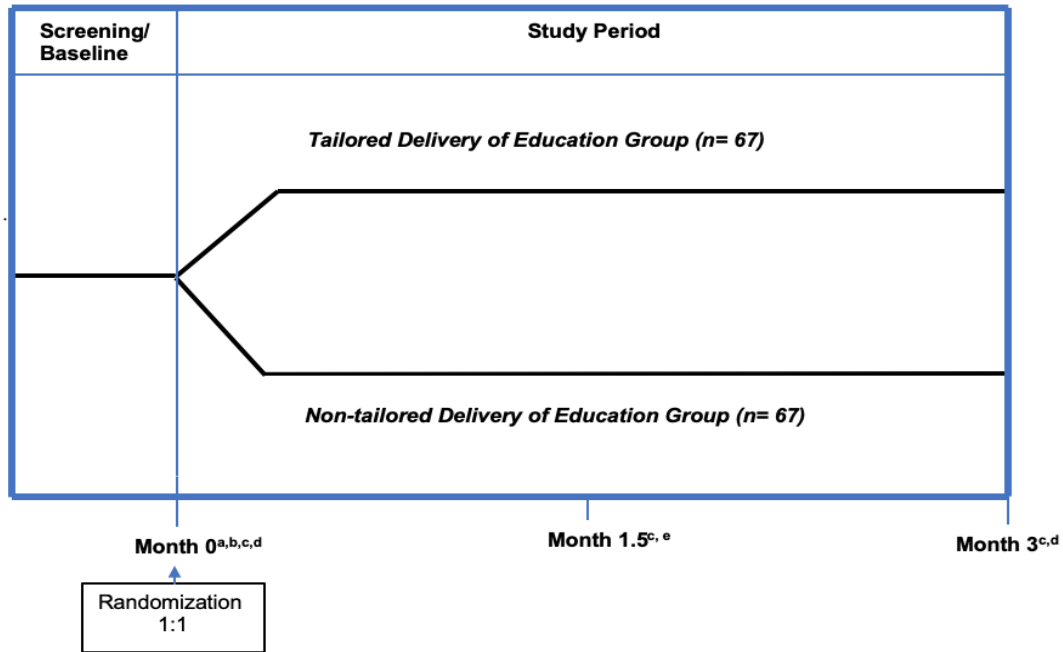 Screening/
Baseline
Study Period
Tailored Delivery of Education Group (n= 67)
Non-tailored Delivery of Education Group (n= 67)
Month 0a,b,c,d
Month 1.5c, e
Month 3c,d
Randomization
1:1